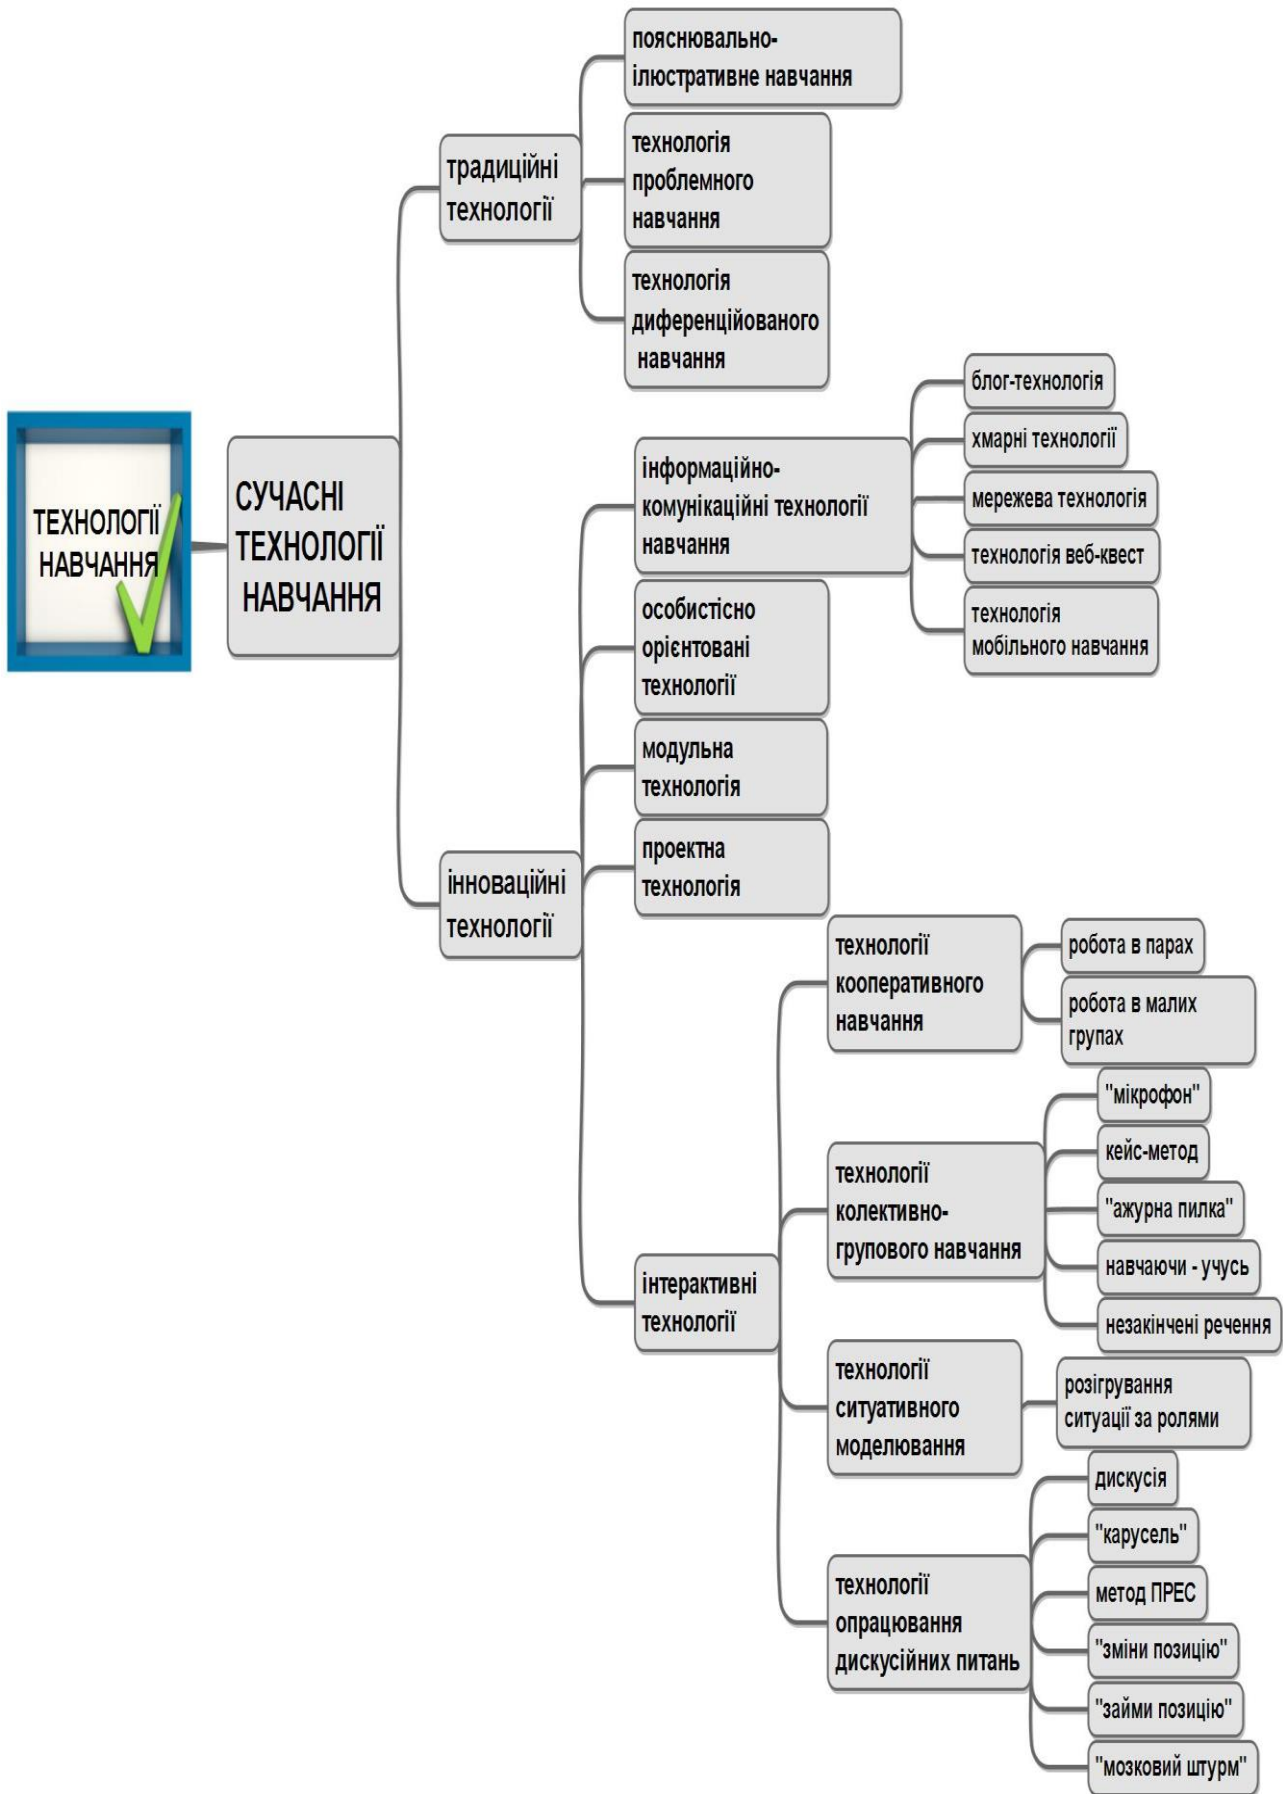 ТЕХНОЛОГІЇ
НАВЧАННЯ
СУЧАСНІ
ТЕХНОЛОГІЇ
НАВЧАННЯ
традиційні
технології
пояснювально-
ілюстративне навчання
технологія
проблемного
навчання
технологія
диференційованого
навчання
інноваційні
технології
інформаційно-
комунікаційні технології
навчання
блог-технологія
хмарні технології
мережева технологія
технологія веб-квест
технологія
мобільного навчання
особистісно
орієнтовані
технології
модульна
технологія
проектна
технологія
інтерактивні
технології
технології
кооперативного
навчання
робота в парах
робота в малих
групах
технології
колективно-
групового навчання
"мікрофон"
кейс-метод
"ажурна пилка"
навчаючи - учусь
незакінчені речення
технології
ситуативного
моделювання
розігрування
ситуації за ролями
технології
опрацювання
дискусійних питань
дискусія
"карусель"
метод ПРЕС
"зміни позицію"
"займи позицію"
"мозковий штурм"